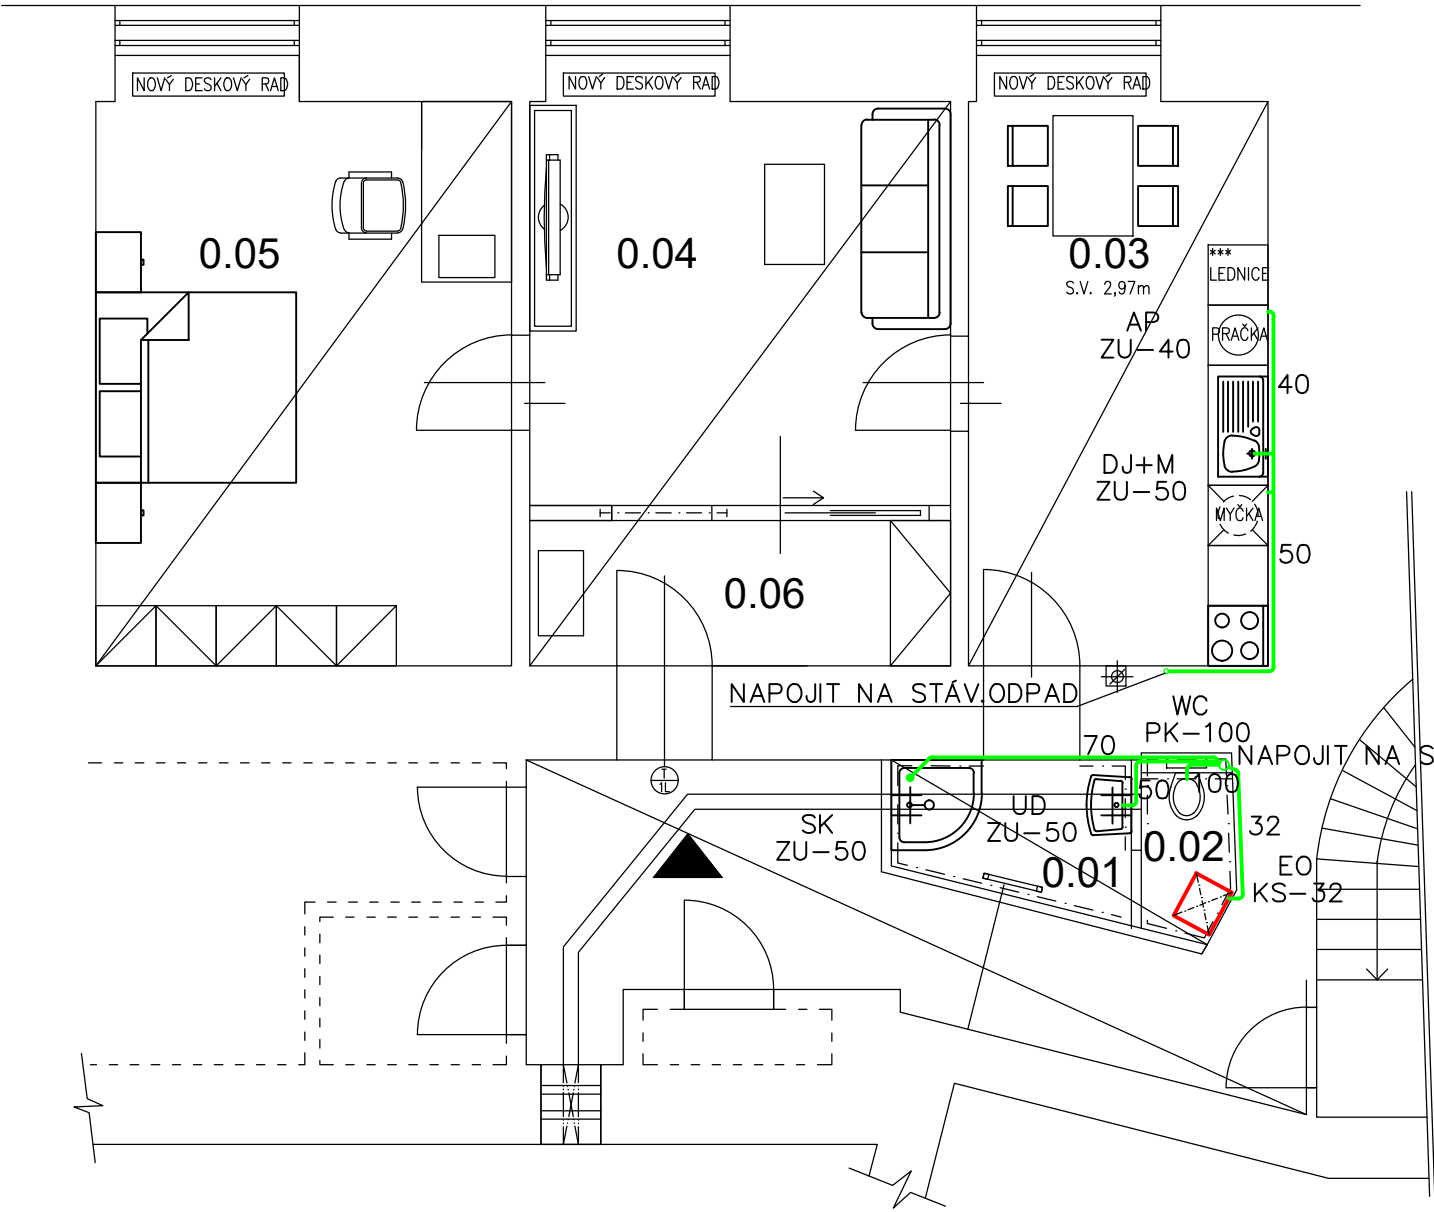 NOVÝ DESKOVÝ RAD
NOVÝ DESKOVÝ RAD
NOVÝ DESKOVÝ RAD
0.05
0.04
0.03
S.V. 2,97m
***
LEDNICE
AP
ZU-40
PRAČKA
40
DJ+M
ZU-50
MYČKA
50
0.06
NAPOJIT NA STÁV.ODPAD
WC
PK-100
70
NAPOJIT NA S
T
1L
50
100
SK
ZU-50
UD
ZU-50
32
0.01
0.02
EO
KS-32